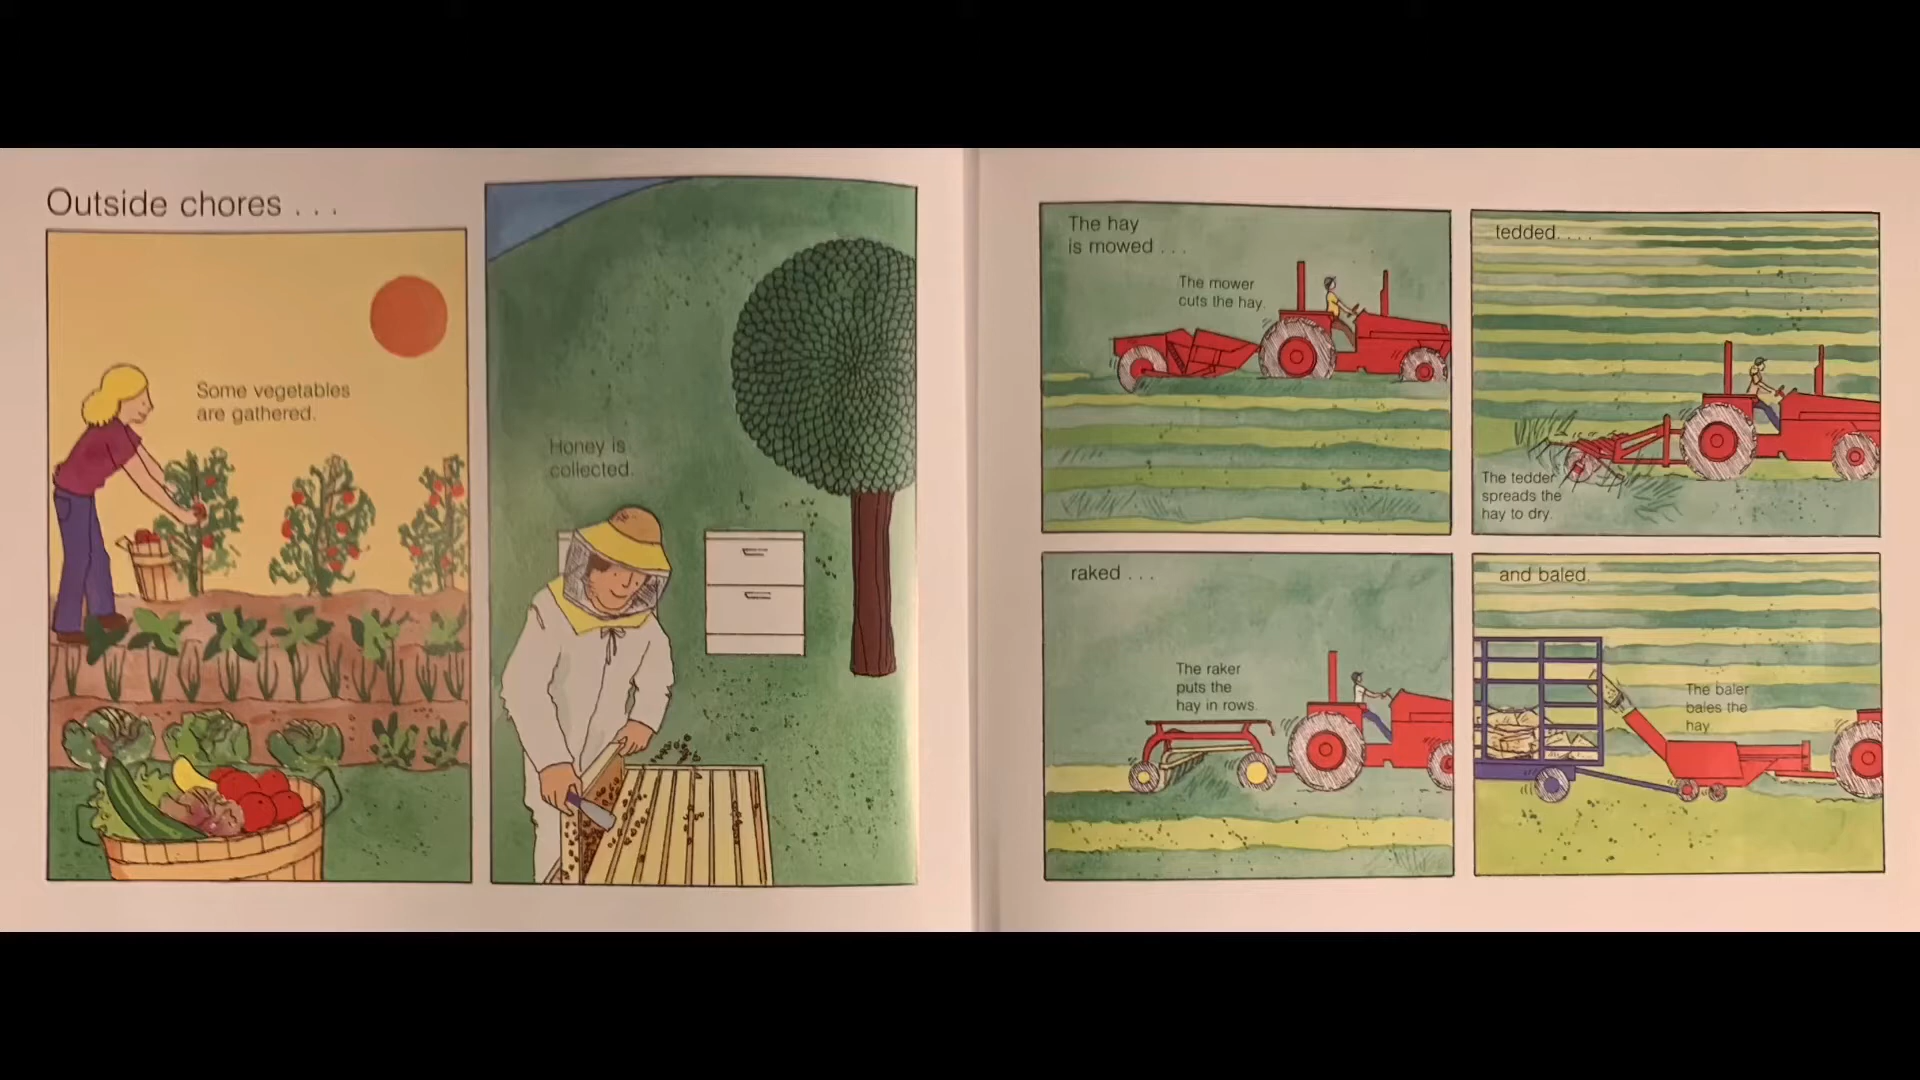 Outside chores . . .
Some vegetables
are gathered.
Honey is
collected.
The hay
is mowed . . .
The mower
cuts the hay.
tedded. . . .
The tedder
spreads the
hay to dry.
raked . . .
The raker
puts the
hay in rows.
and baled.
The baler
bales the
hay.